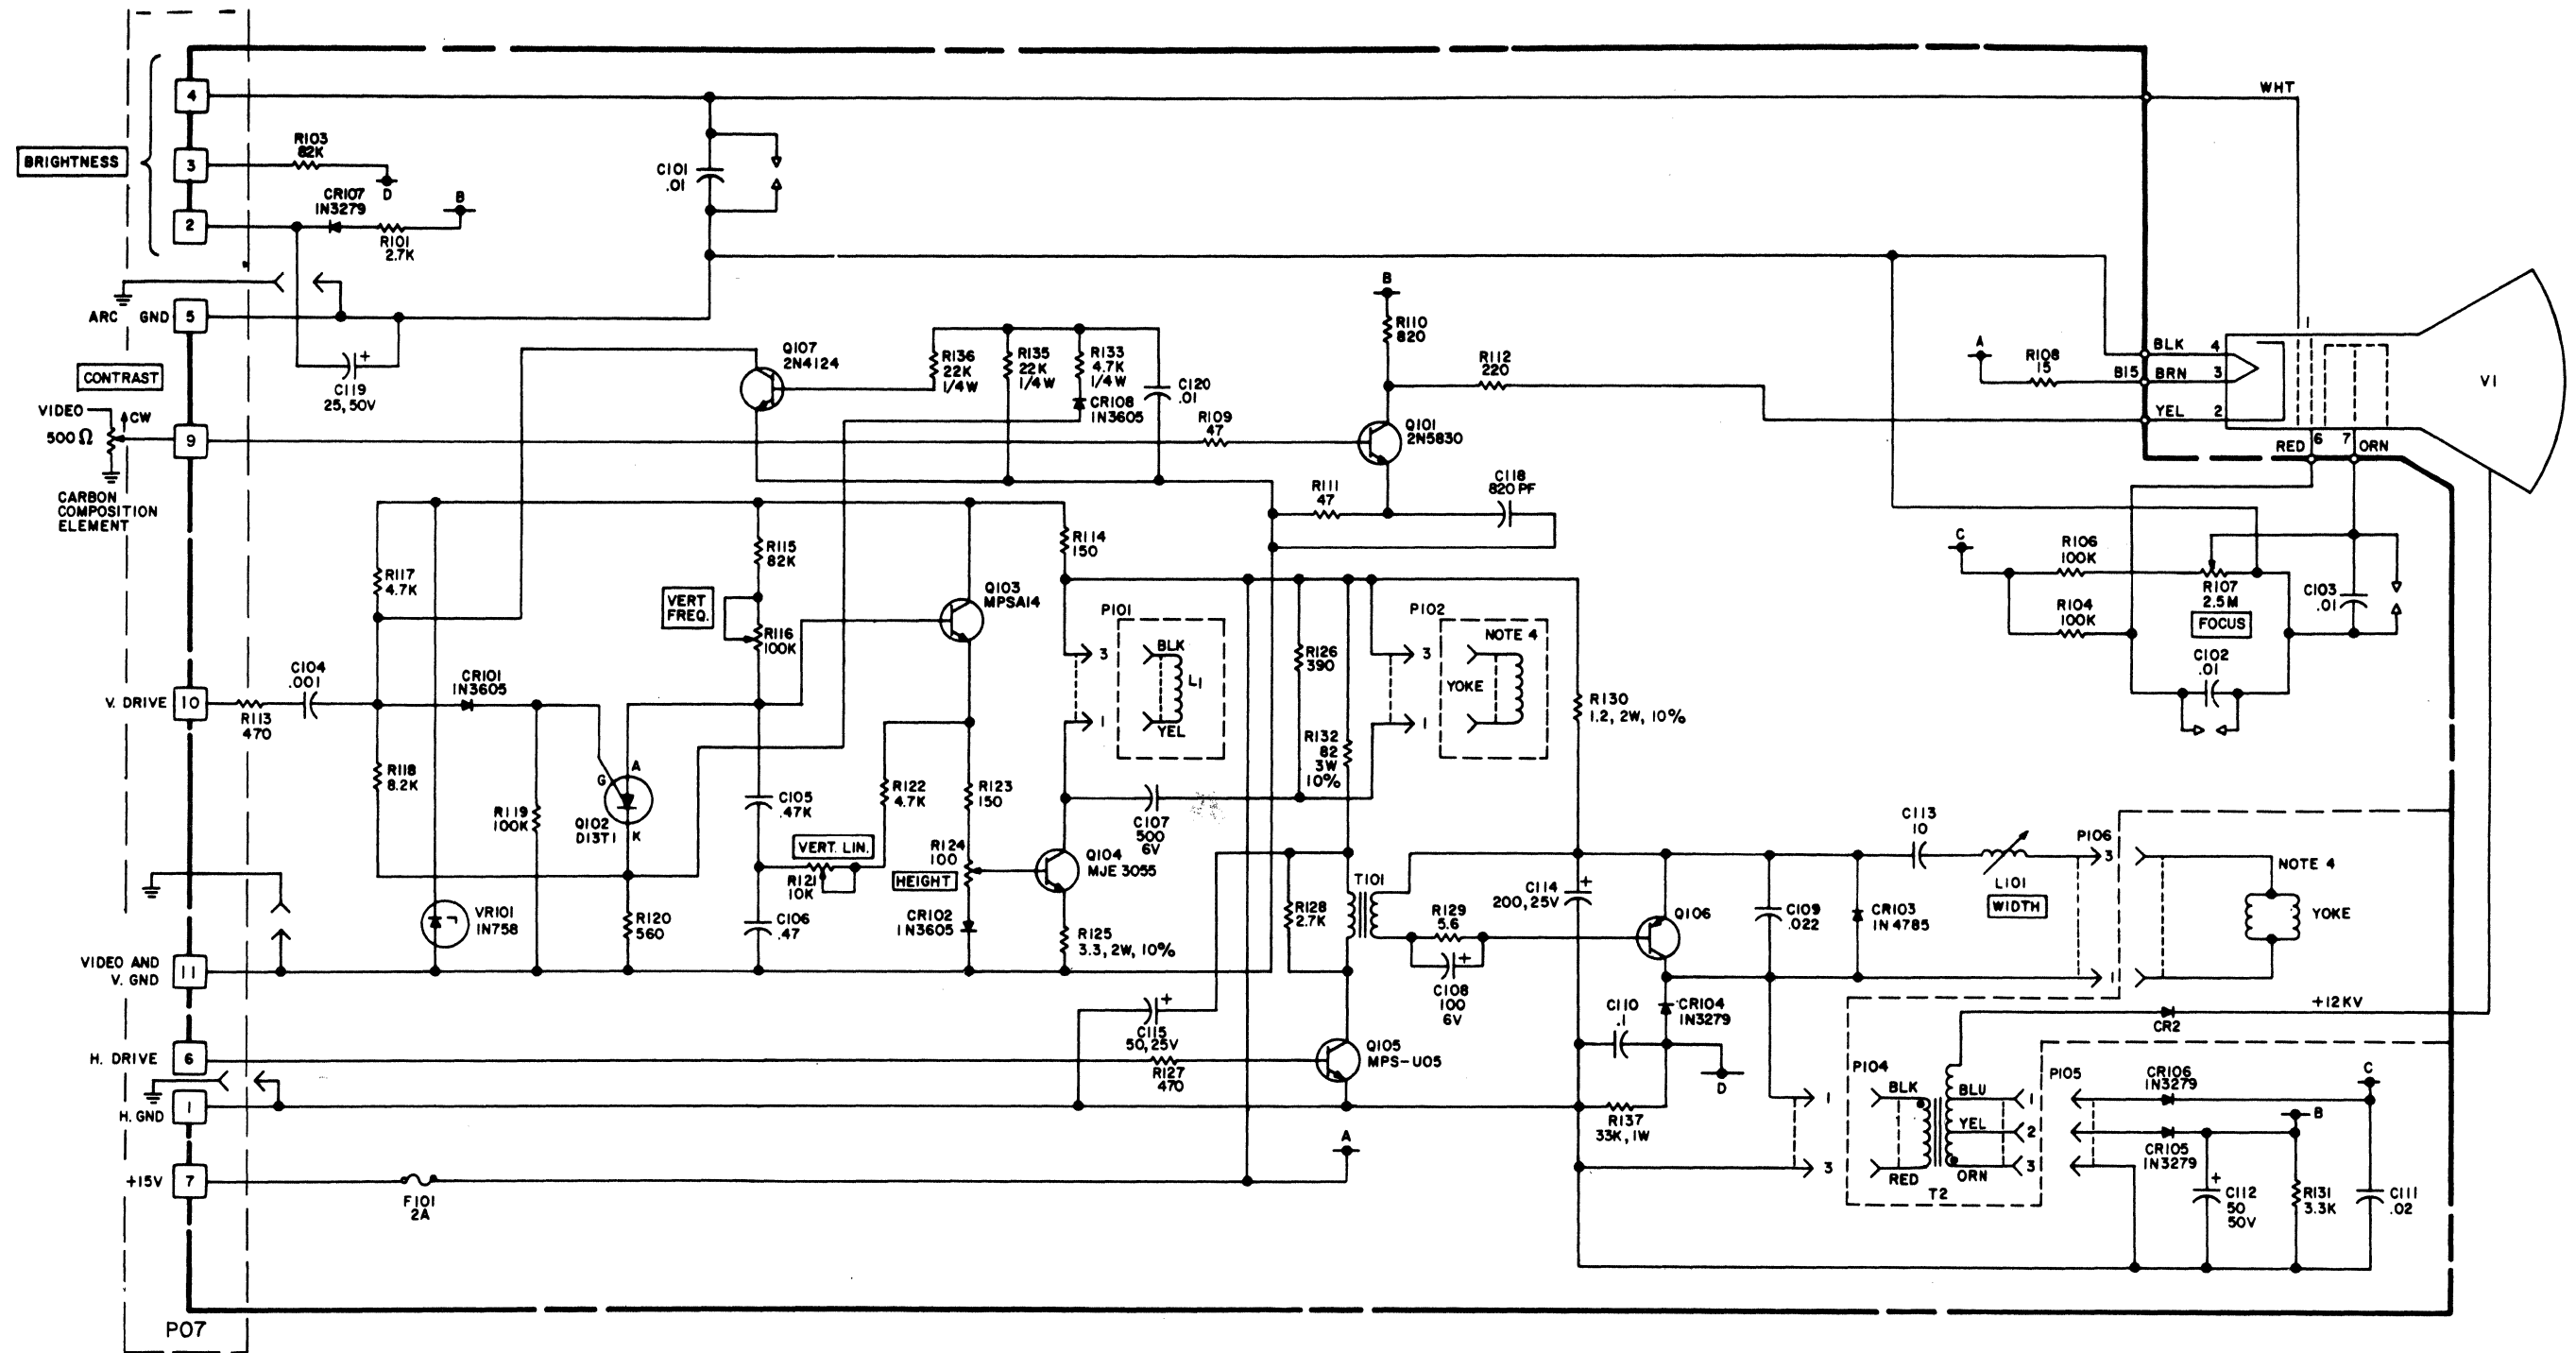 BRIGHTNESS
4
3
2
R103
82K
D
CR107
1N3279
B
R101
2.7K
C101
.01
WHT
ARC GND
5
C119
25,50V
+
CONTRAST
VIDEO
CW
500 Ω
9
CARBON
COMPOSITION
ELEMENT
Q107
2N4124
R136
22K
1/4W
R135
22K
1/4W
R133
4.7K
1/4W
CR108
1N3605
C120
.01
R109
47
B
R110
820
R112
220
Q101
2N5830
R111
47
C118
820 PF
A
R108
15
B15
BLK
4
BRN
3
YEL
2
1
RED
6
7
ORN
V1
C
R106
100K
R104
100K
R107
2.5M
FOCUS
C103
.01
C102
.01
R117
4.7K
R115
82K
VERT
FREQ.
R116
100K
Q103
MPSA14
R114
150
P101
3
BLK
L1
1
YEL
R126
390
P102
3
NOTE 4
YOKE
1
R130
1.2, 2W, 10%
R132
82
3W
10%
V. DRIVE
10
R113
470
C104
.001
CR101
1N3605
R118
8.2K
R119
100K
G
A
Q102
D13T1
K
C105
.47K
R122
4.7K
R123
150
VERT. LIN.
R121
10K
R124
100
HEIGHT
Q104
MJE 3055
C107
500
6V
VR101
1N758
R120
560
C106
.47
CR102
1N3605
R125
3.3, 2W, 10%
R128
2.7K
T101
C114
200, 25V
+
R129
5.6
C108
100
6V
+
Q106
C109
.022
CR103
1N 4785
C113
10
L101
WIDTH
P106
3
1
NOTE 4
YOKE
VIDEO AND
V. GND
11
C115
50, 25V
+
C110
.1
CR104
1N3279
D
+12KV
CR2
H. DRIVE
6
R127
470
Q105
MPS-U05
H. GND
1
R137
33K, 1W
A
+15V
7
F101
2A
1
3
P104
BLK
RED
BLU
1
YEL
2
ORN
3
T2
P105
CR106
1N3279
C
B
CR105
1N3279
C112
50
50V
+
R131
3.3K
C111
.02
P07